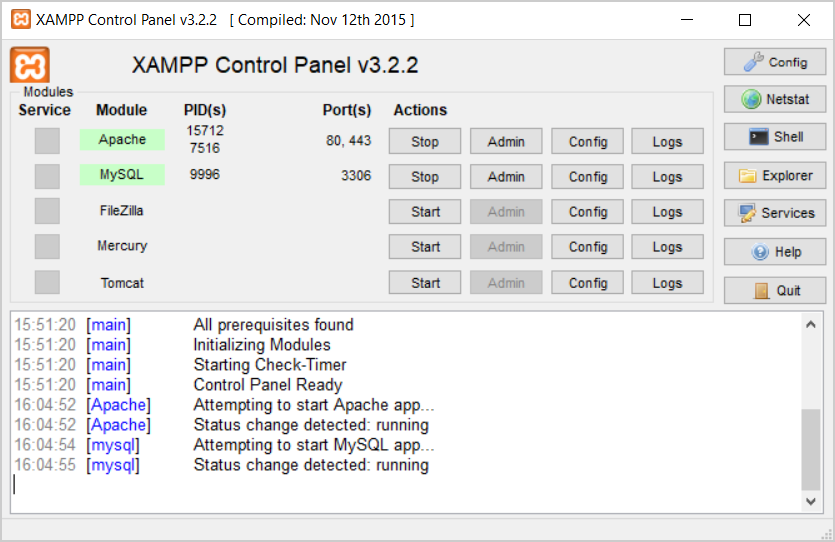 XAMPP Control Panel v3.2.2 [ Compiled: Nov 12th 2015 ]
XAMPP Control Panel v3.2.2
Config
Modules
Service Module PID(s) Port(s) Actions
Netstat
Apache 15712 7516 80, 443 Stop Admin Config Logs
Shell
MySQL 9996 3306 Stop Admin Config Logs
Explorer
FileZilla Start Admin Config Logs
Services
Mercury Start Admin Config Logs
Help
Tomcat Start Admin Config Logs
Quit
15:51:20 [main] All prerequisites found
15:51:20 [main] Initializing Modules
15:51:20 [main] Starting Check-Timer
15:51:20 [main] Control Panel Ready
16:04:52 [Apache] Attempting to start Apache app...
16:04:52 [Apache] Status change detected: running
16:04:54 [mysql] Attempting to start MySQL app...
16:04:55 [mysql] Status change detected: running